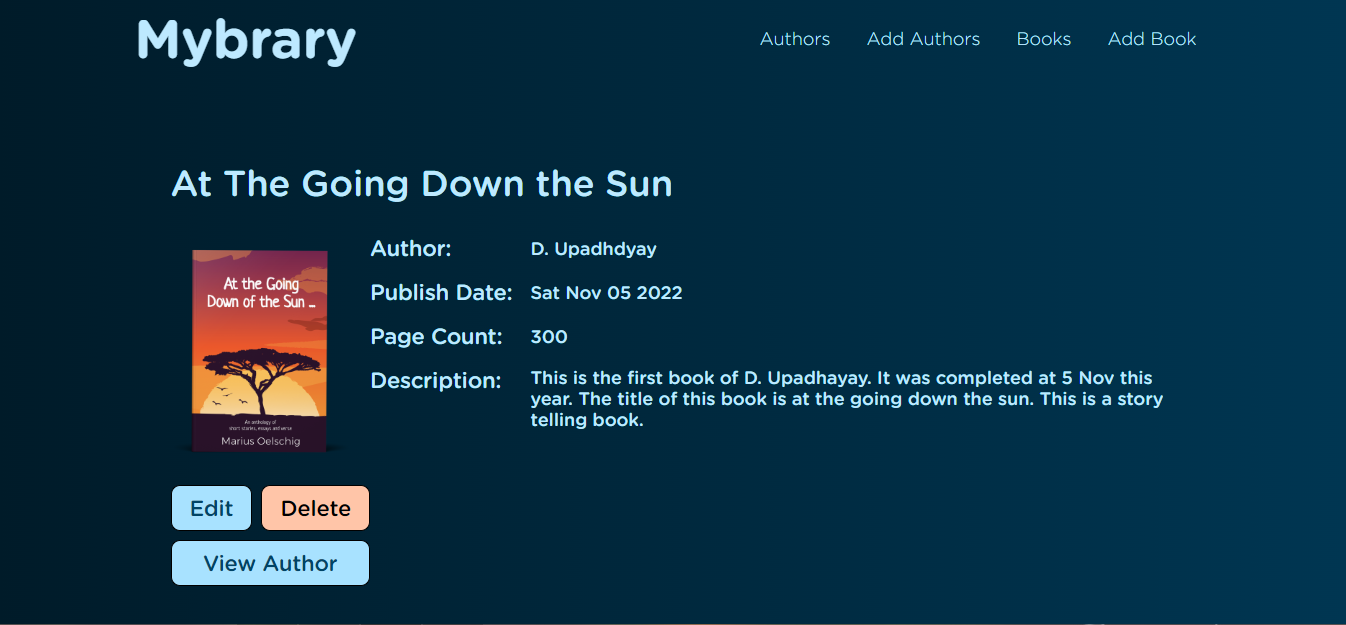 Mybrary
Authors Add Authors Books Add Book
At The Going Down the Sun
At the Going
Down of the Sun ...
An anthology of
short stories, essays and verse
Marius Oelschig
Author: D. Upadhdyay
Publish Date: Sat Nov 05 2022
Page Count: 300
Description: This is the first book of D. Upadhayay. It was completed at 5 Nov this
year. The title of this book is at the going down the sun. This is a story
telling book.
Edit Delete
View Author